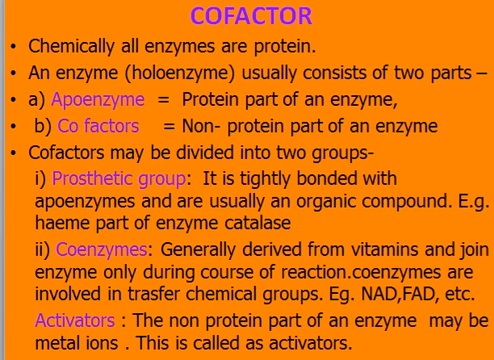 COFACTOR
• Chemically all enzymes are protein.
• An enzyme (holoenzyme) usually consists of two parts –
• a) Apoenzyme = Protein part of an enzyme,
• b) Co factors = Non- protein part of an enzyme
• Cofactors may be divided into two groups-
i) Prosthetic group: It is tightly bonded with
apoenzymes and are usually an organic compound. E.g.
haeme part of enzyme catalase
ii) Coenzymes: Generally derived from vitamins and join
enzyme only during course of reaction.coenzymes are
involved in trasfer chemical groups. Eg. NAD,FAD, etc.
Activators : The non protein part of an enzyme may be
metal ions . This is called as activators.